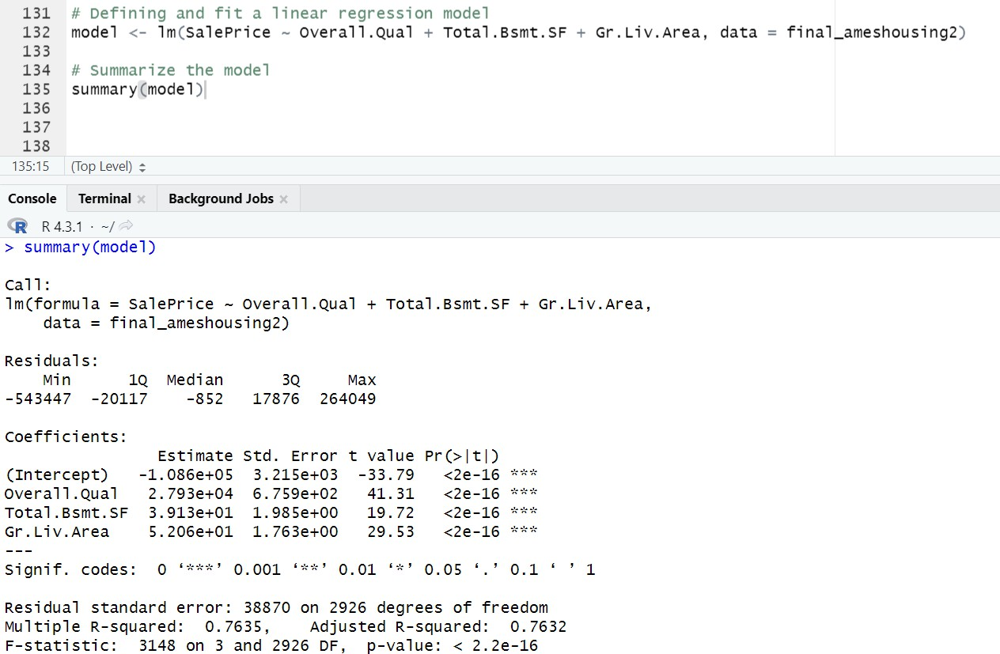 131 # Defining and fit a linear regression model
132 model <- lm(SalePrice ~ Overall.Qual + Total.Bsmt.SF + Gr.Liv.Area, data = final_ameshousing2)
133
134 # Summarize the model
135 summary(model)
136
137
138
135:15 (Top Level)
Console Terminal Background Jobs
R R 4.3.1 · ~/
> summary(model)
Call:
lm(formula = SalePrice ~ Overall.Qual + Total.Bsmt.SF + Gr.Liv.Area,
    data = final_ameshousing2)
Residuals:
    Min      1Q  Median      3Q     Max
-543447  -20117    -852   17876  264049
Coefficients:
                Estimate Std. Error t value Pr(>|t|)
(Intercept)   -1.086e+05  3.215e+03  -33.79   <2e-16 ***
Overall.Qual   2.793e+04  6.759e+02   41.31   <2e-16 ***
Total.Bsmt.SF  3.913e+01  1.985e+00   19.72   <2e-16 ***
Gr.Liv.Area    5.206e+01  1.763e+00   29.53   <2e-16 ***
---
Signif. codes:  0 ‘***’ 0.001 ‘**’ 0.01 ‘*’ 0.05 ‘.’ 0.1 ‘ ’ 1
Residual standard error: 38870 on 2926 degrees of freedom
Multiple R-squared:  0.7635,    Adjusted R-squared:  0.7632
F-statistic:  3148 on 3 and 2926 DF,  p-value: < 2.2e-16